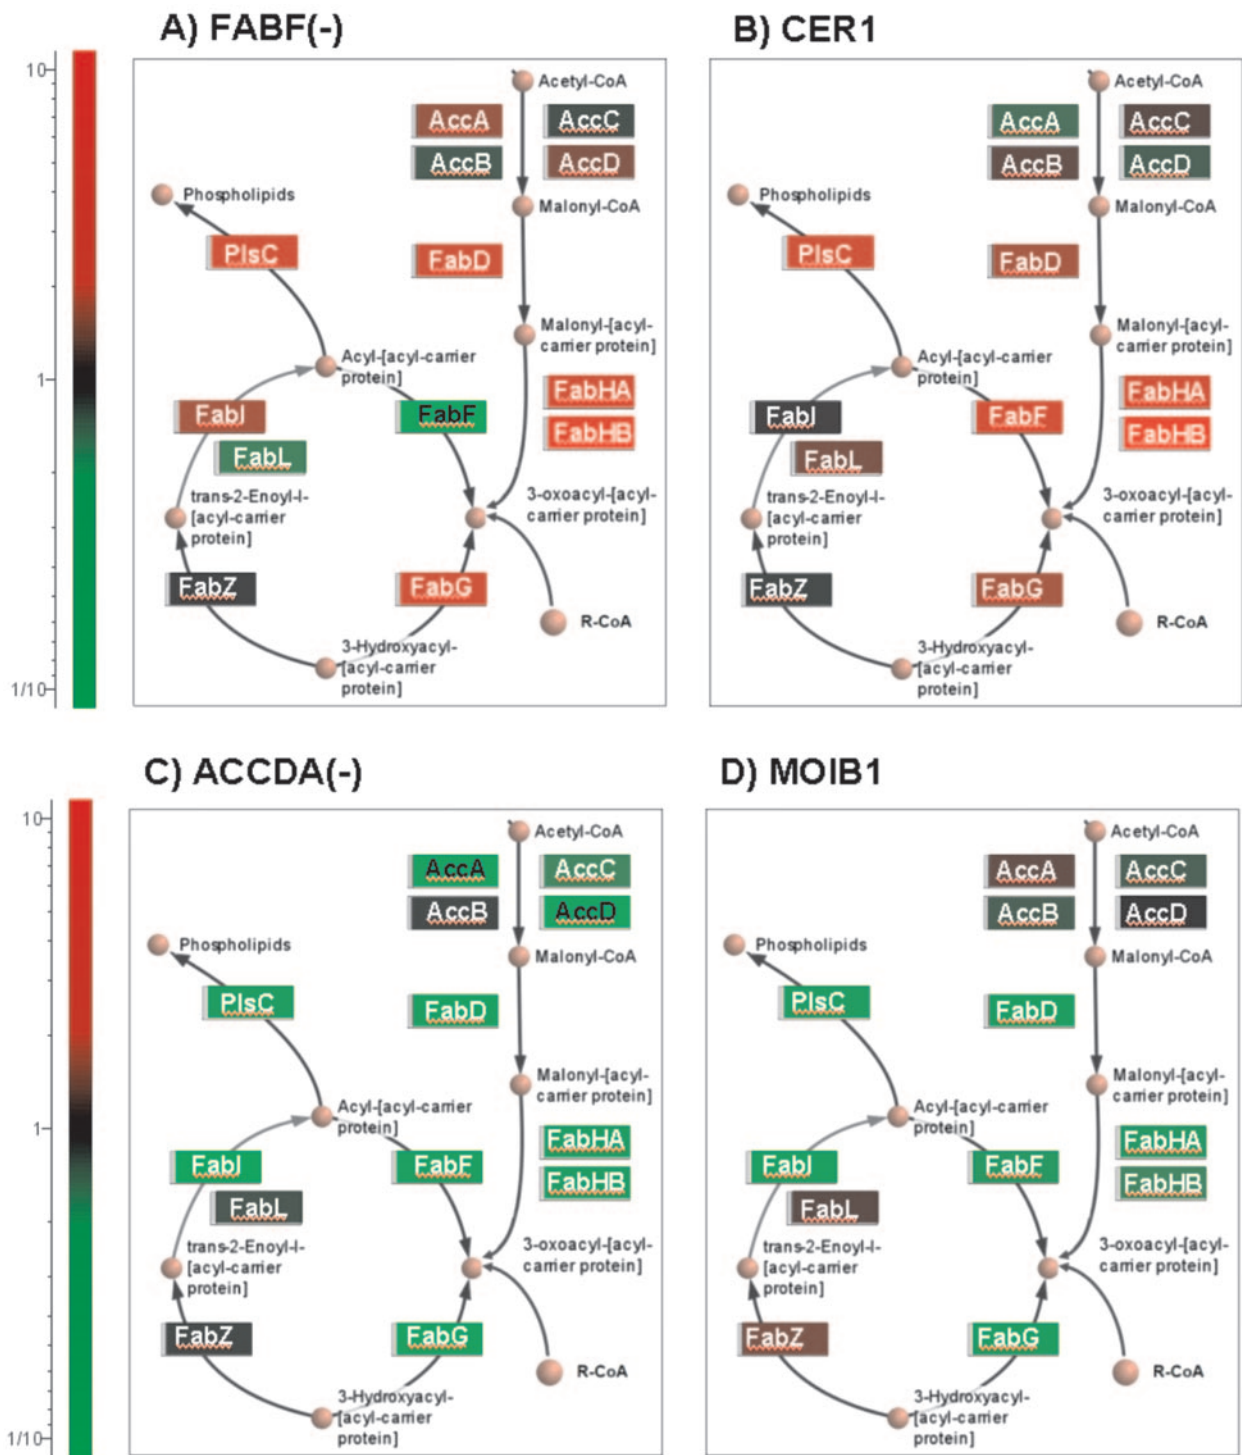 A) FABF(-)
10
1
1/10
Acetyl-CoA
AccA
AccC
AccB
AccD
Phospholipids
Malonyl-CoA
PlsC
FabD
Malonyl-[acyl-
carrier protein]
Acyl-[acyl-carrier
protein]
FabHA
FabI
FabF
FabHB
FabL
trans-2-Enoyl-l-
[acyl-carrier
protein]
3-oxoacyl-[acyl-
carrier protein]
FabZ
FabG
R-CoA
3-Hydroxyacyl-
[acyl-carrier
protein]
B) CER1
Acetyl-CoA
AccA
AccC
AccB
AccD
Phospholipids
Malonyl-CoA
PlsC
FabD
Malonyl-[acyl-
carrier protein]
Acyl-[acyl-carrier
protein]
FabHA
FabI
FabF
FabHB
FabL
trans-2-Enoyl-l-
[acyl-carrier
protein]
3-oxoacyl-[acyl-
carrier protein]
FabZ
FabG
R-CoA
3-Hydroxyacyl-
[acyl-carrier
protein]
C) ACCDA(-)
10
1
1/10
Acetyl-CoA
AccA
AccC
AccB
AccD
Phospholipids
Malonyl-CoA
PlsC
FabD
Malonyl-[acyl-
carrier protein]
Acyl-[acyl-carrier
protein]
FabHA
FabI
FabF
FabHB
FabL
trans-2-Enoyl-l-
[acyl-carrier
protein]
3-oxoacyl-[acyl-
carrier protein]
FabZ
FabG
R-CoA
3-Hydroxyacyl-
[acyl-carrier
protein]
D) MOIB1
Acetyl-CoA
AccA
AccC
AccB
AccD
Phospholipids
Malonyl-CoA
PlsC
FabD
Malonyl-[acyl-
carrier protein]
Acyl-[acyl-carrier
protein]
FabHA
FabI
FabF
FabHB
FabL
trans-2-Enoyl-l-
[acyl-carrier
protein]
3-oxoacyl-[acyl-
carrier protein]
FabZ
FabG
R-CoA
3-Hydroxyacyl-
[acyl-carrier
protein]